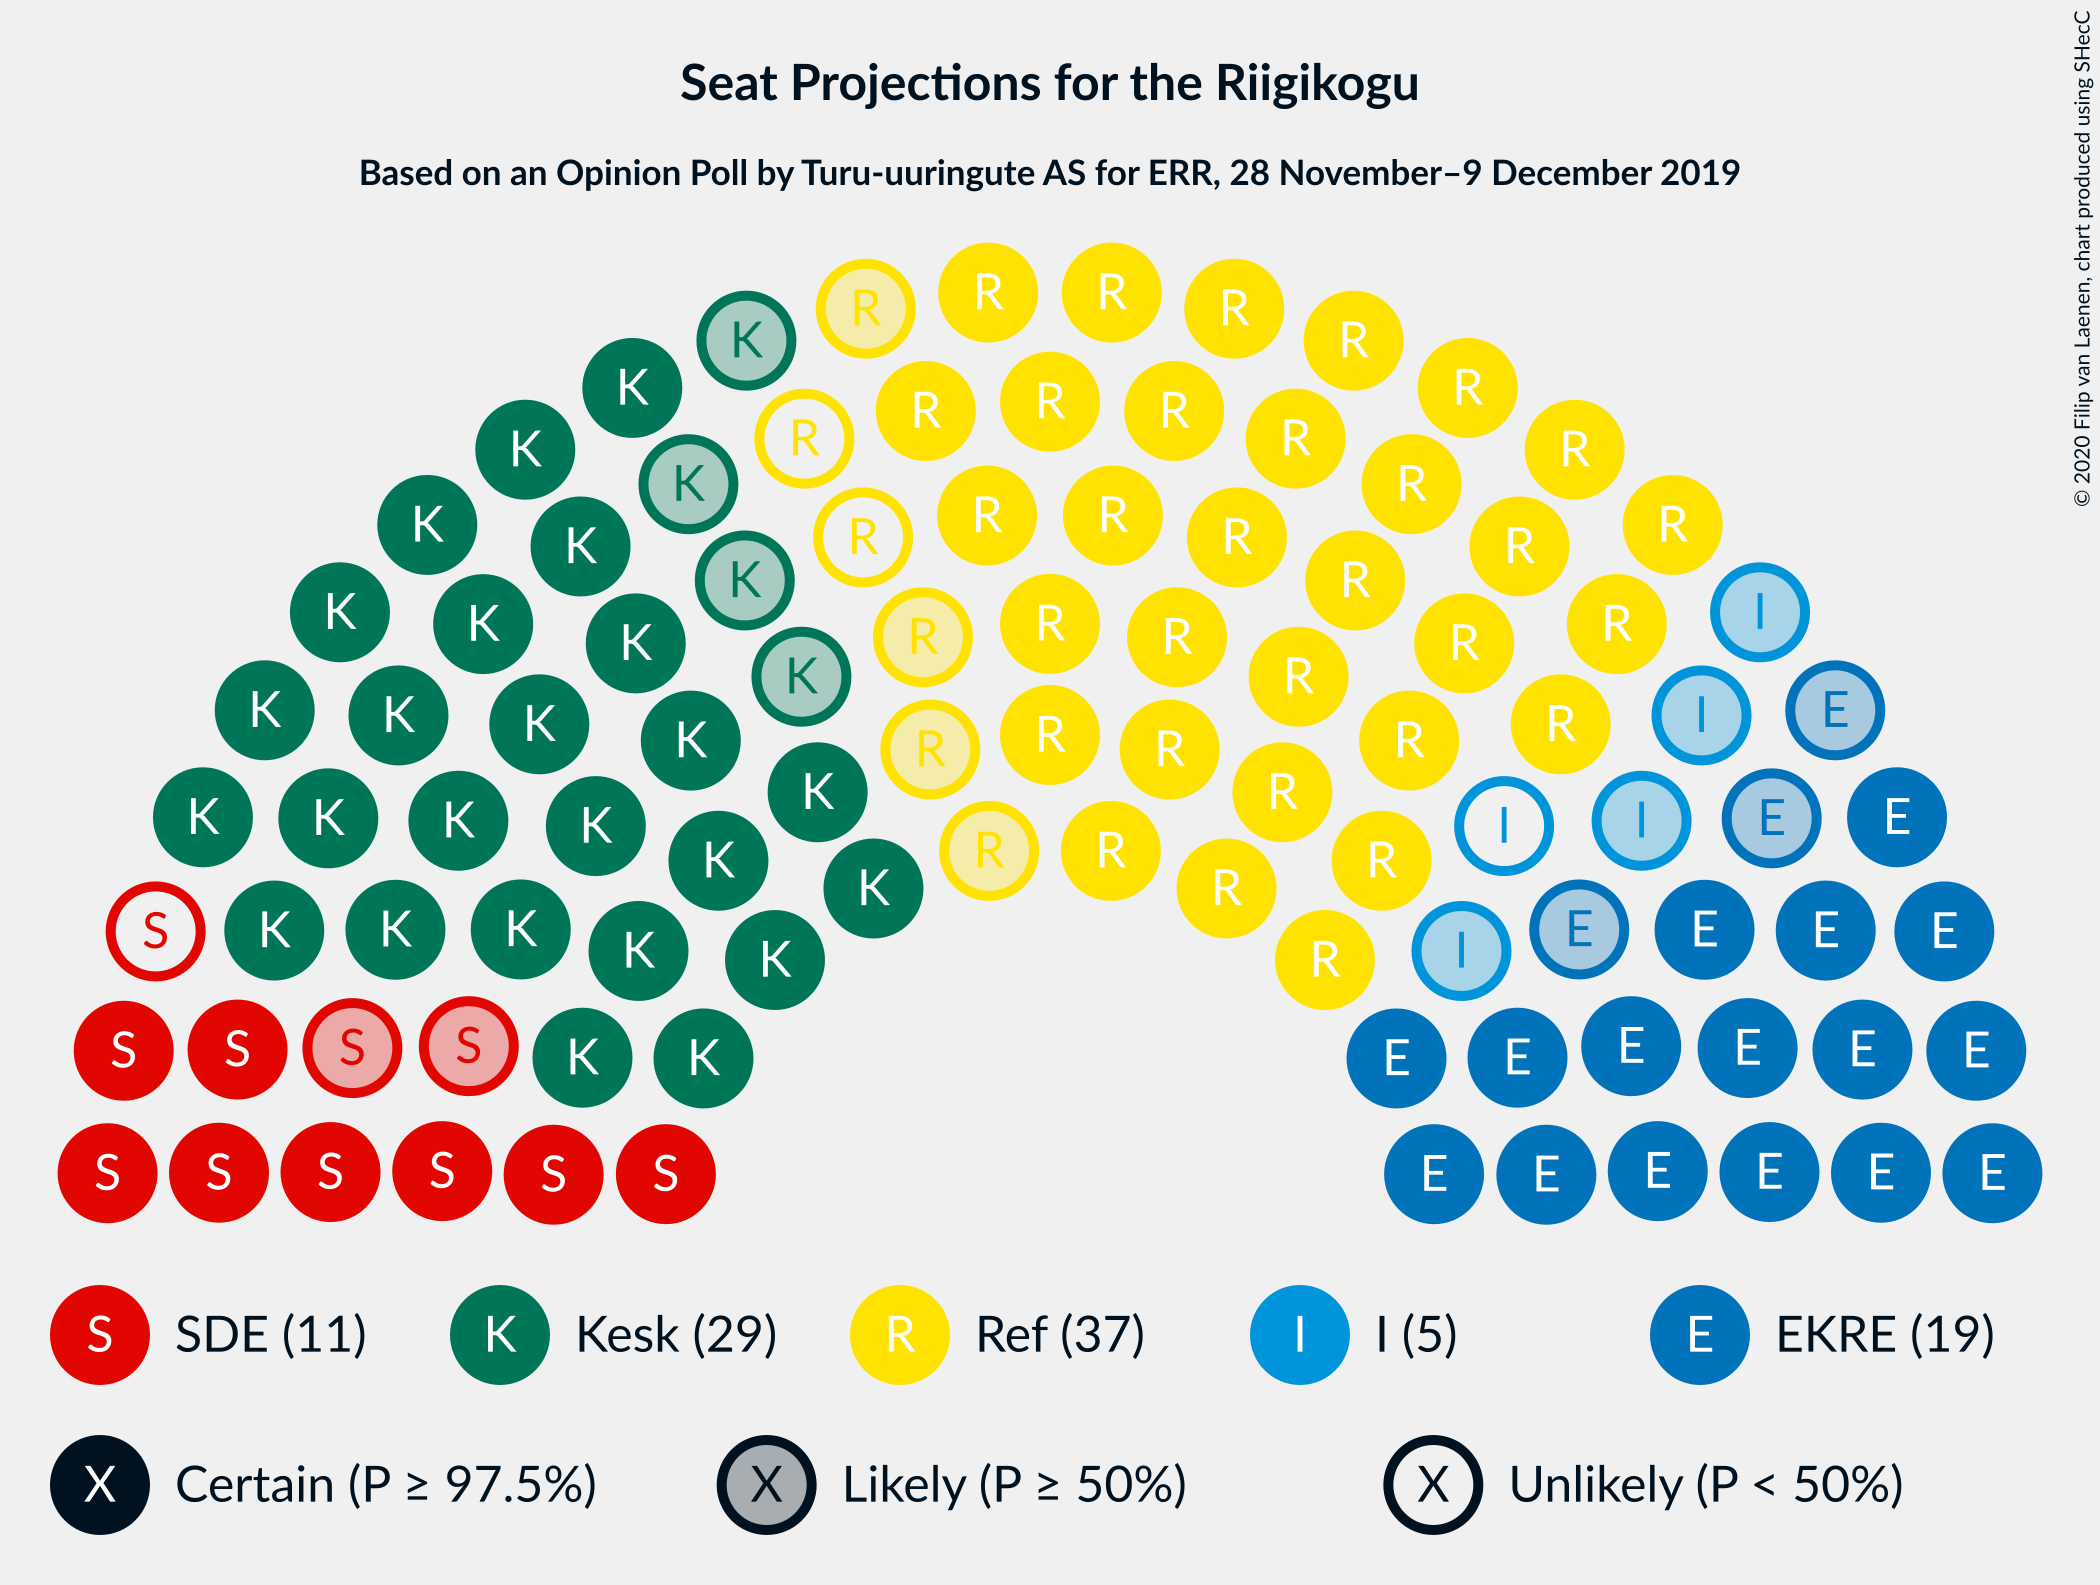 Seat Projections for the Riigikogu
Based on an Opinion Poll by Turu-uuringute AS for ERR, 28 November–9 December 2019
© 2020 Filip van Laenen, chart produced using SHecC
R R
R R
K K
R R
K R
R R
K R
K R
R R
K R
K R
R R
K R
K R
R R
K R
K I
K R
R R
K R
K R
R R
K R
K E
K I
K R
K R
K R
R R
K R
K E
K E
K I
K I
K R
K R
R R
K R
S E
K E
K E
K E
K I
K R
S E
S E
S E
S E
K E
K E
S S S S S S E E E E E E
S SDE (11) K Kesk (29) R Ref (37) I I (5) E EKRE (19)
X Certain (P ≥ 97.5%) X Likely (P ≥ 50%) X Unlikely (P < 50%)